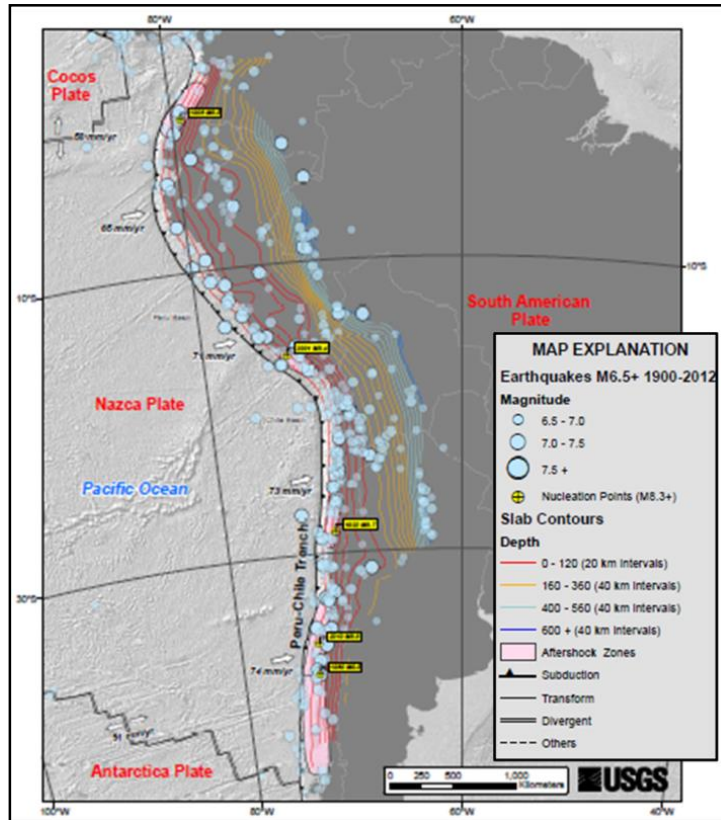 80°W
60°W
Cocos
Plate
66 mm/yr
10°S
10°S
South American
Plate
71 mm/yr
Nazca Plate
Pacific Ocean
73 mm/yr
Peru-Chile Trench
30°S
74 mm/yr
Antarctica Plate
100°W
80°W
60°W
40°W
MAP EXPLANATION
Earthquakes M6.5+ 1900-2012
Magnitude
6.5 - 7.0
7.0 - 7.5
7.5 +
Nucleation Points (M8.3+)
Slab Contours
Depth
0 - 120 (20 km Intervals)
160 - 360 (40 km Intervals)
400 - 560 (40 km Intervals)
600 + (40 km Intervals)
Aftershock Zones
Subduction
Transform
Divergent
Others
0 250 500 1,000
Kilometers
USGS